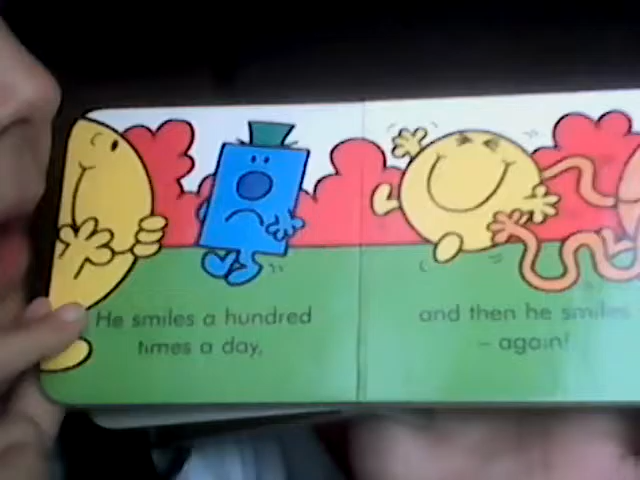 He smiles a hundred
times a day,
and then he smiles
– again!